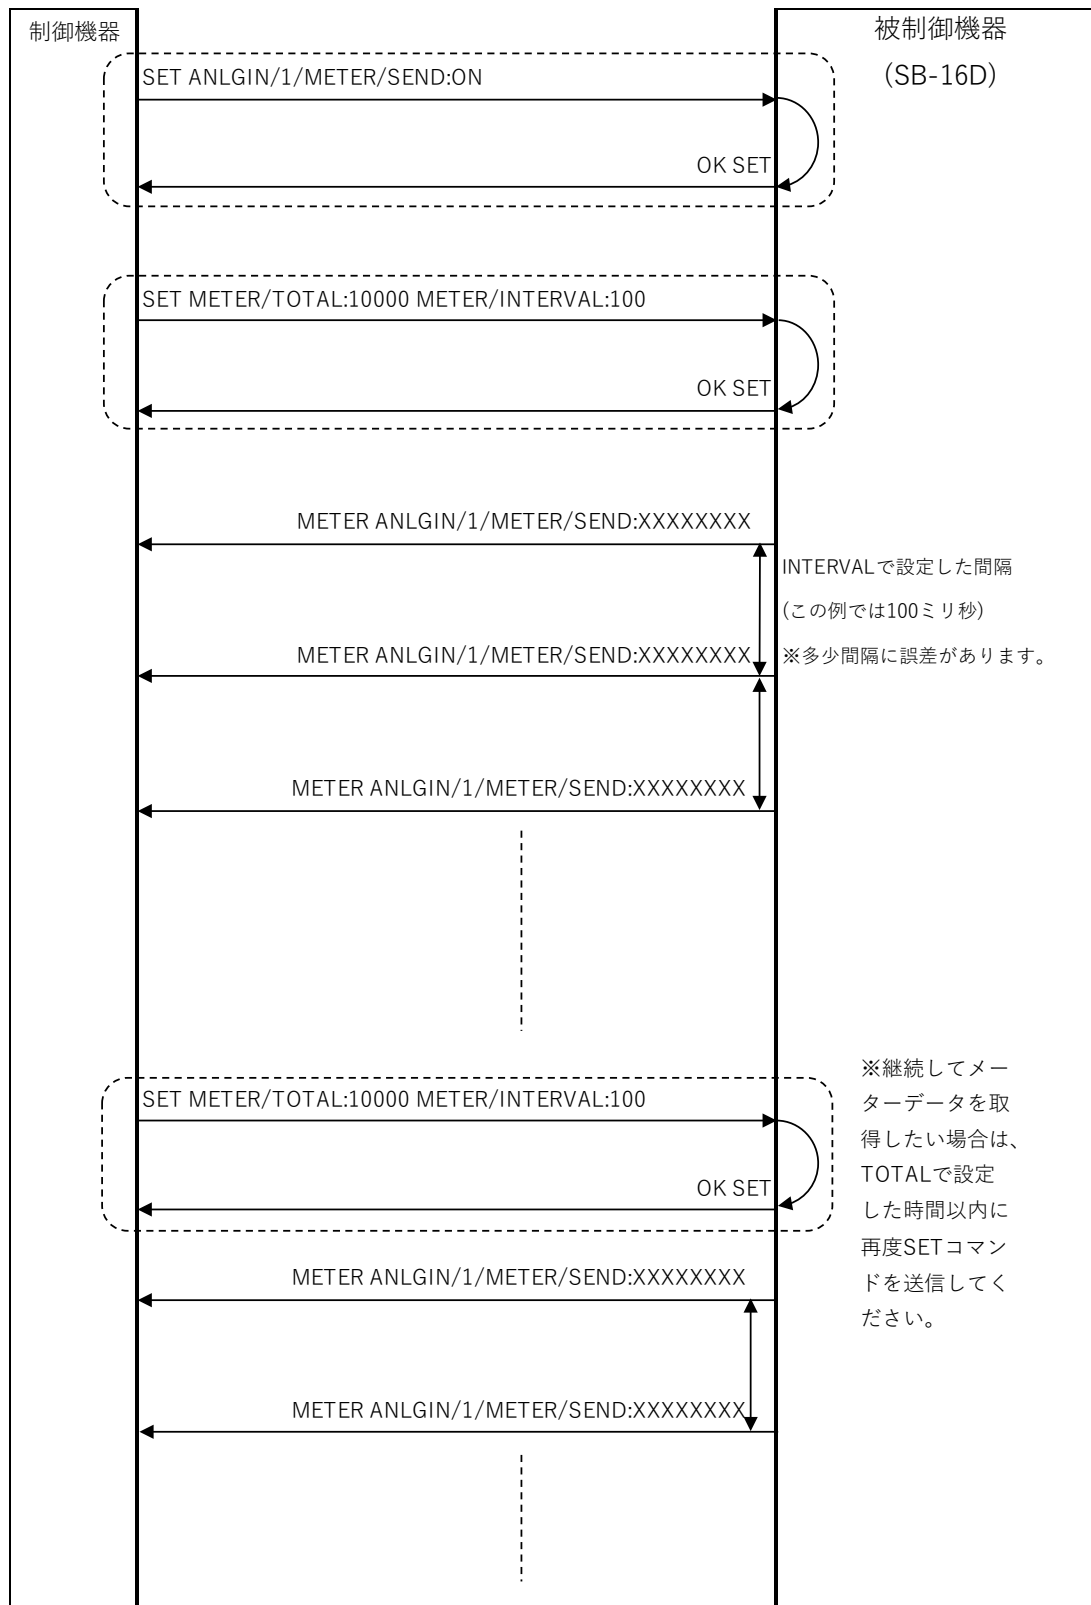 制御機器
被制御機器
（SB-16D）
SET ANLGIN/1/METER/SEND:ON
OK SET
SET METER/TOTAL:10000 METER/INTERVAL:100
OK SET
METER ANLGIN/1/METER/SEND:XXXXXXXX
INTERVALで設定した間隔
(この例では100ミリ秒)
METER ANLGIN/1/METER/SEND:XXXXXXXX
※多少間隔に誤差があります。
METER ANLGIN/1/METER/SEND:XXXXXXXX
SET METER/TOTAL:10000 METER/INTERVAL:100
OK SET
※継続してメー
ターデータを取
得したい場合は、
TOTALで設定
した時間以内に
再度SETコマン
ドを送信してく
ださい。
METER ANLGIN/1/METER/SEND:XXXXXXXX
METER ANLGIN/1/METER/SEND:XXXXXXXX